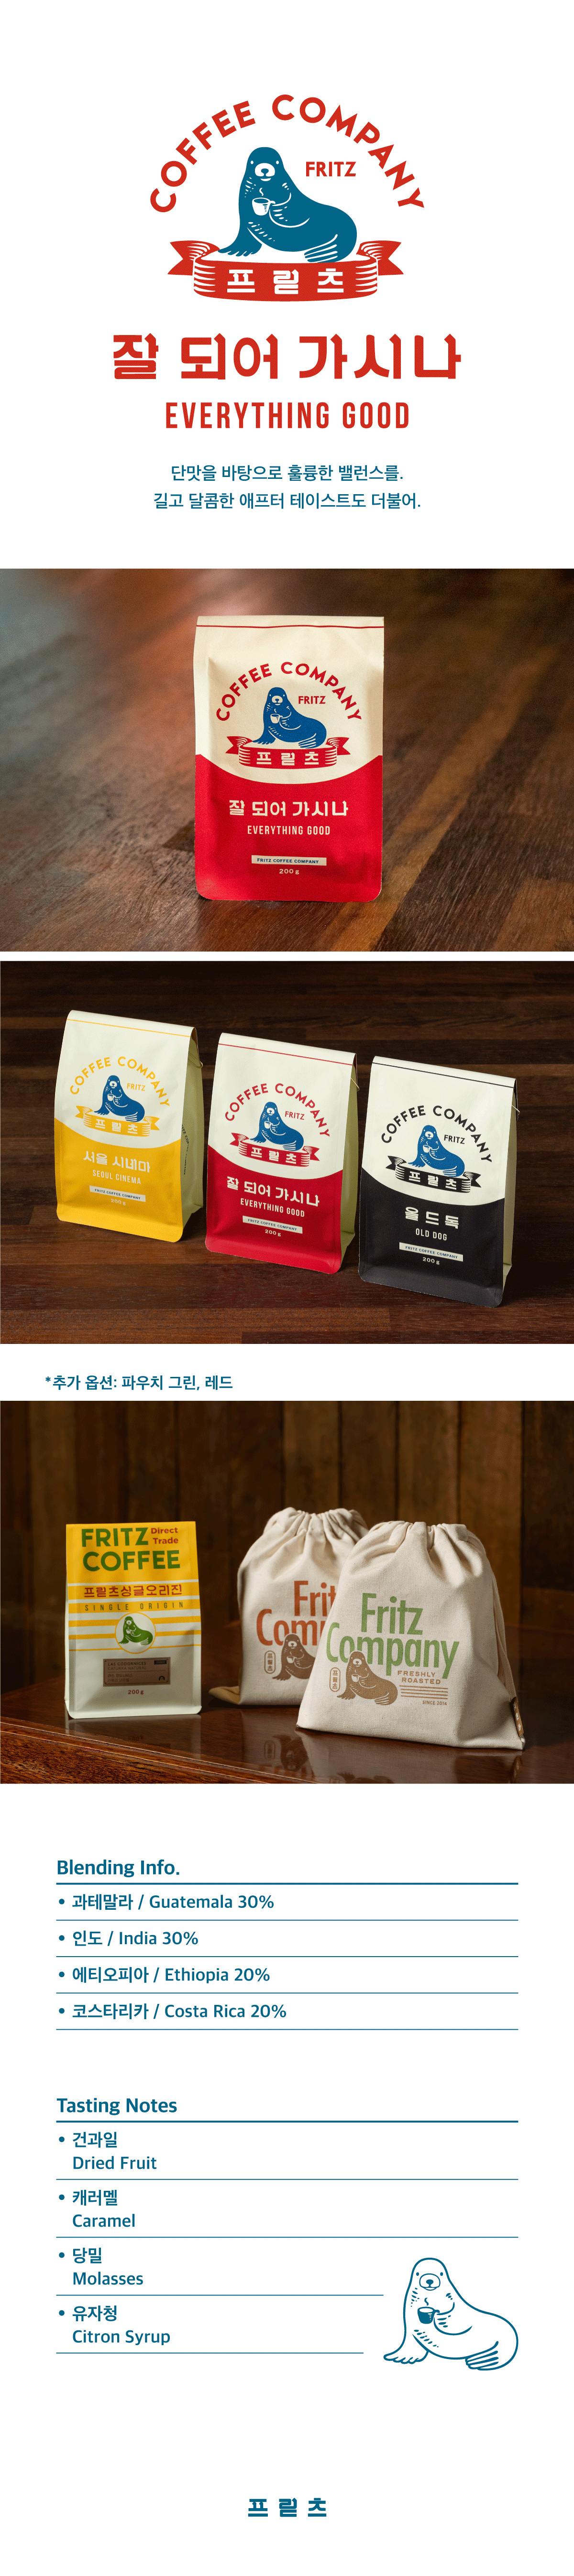 COFFEE COMPANY
FRITZ
프릳츠
잘 되어 가시나
EVERYTHING GOOD
단맛을 바탕으로 훌륭한 밸런스를.
길고 달콤한 애프터 테이스트도 더불어.
COFFEE COMPANY
FRITZ
프릳츠
잘 되어 가시나
EVERYTHING GOOD
FRITZ COFFEE COMPANY
200 g
COFFEE COMPANY
FRITZ
프릳츠
서울 시네마
SEOUL CINEMA
FRITZ COFFEE COMPANY
200 g
COFFEE COMPANY
FRITZ
프릳츠
잘 되어 가시나
EVERYTHING GOOD
FRITZ COFFEE COMPANY
200 g
COFFEE COMPANY
FRITZ
프릳츠
올드독
OLD DOG
FRITZ COFFEE COMPANY
200 g
*추가 옵션: 파우치 그린, 레드
FRITZ
Direct
Trade
COFFEE
프릳츠싱글오리진
SINGLE ORIGIN
200 g
Frit
Com
Fritz
Company
프릳츠
FRESHLY
ROASTED
SINCE 2014
Blending Info.
• 과테말라 / Guatemala 30%
• 인도 / India 30%
• 에티오피아 / Ethiopia 20%
• 코스타리카 / Costa Rica 20%
Tasting Notes
• 건과일
Dried Fruit
• 캐러멜
Caramel
• 당밀
Molasses
• 유자청
Citron Syrup
프릳츠